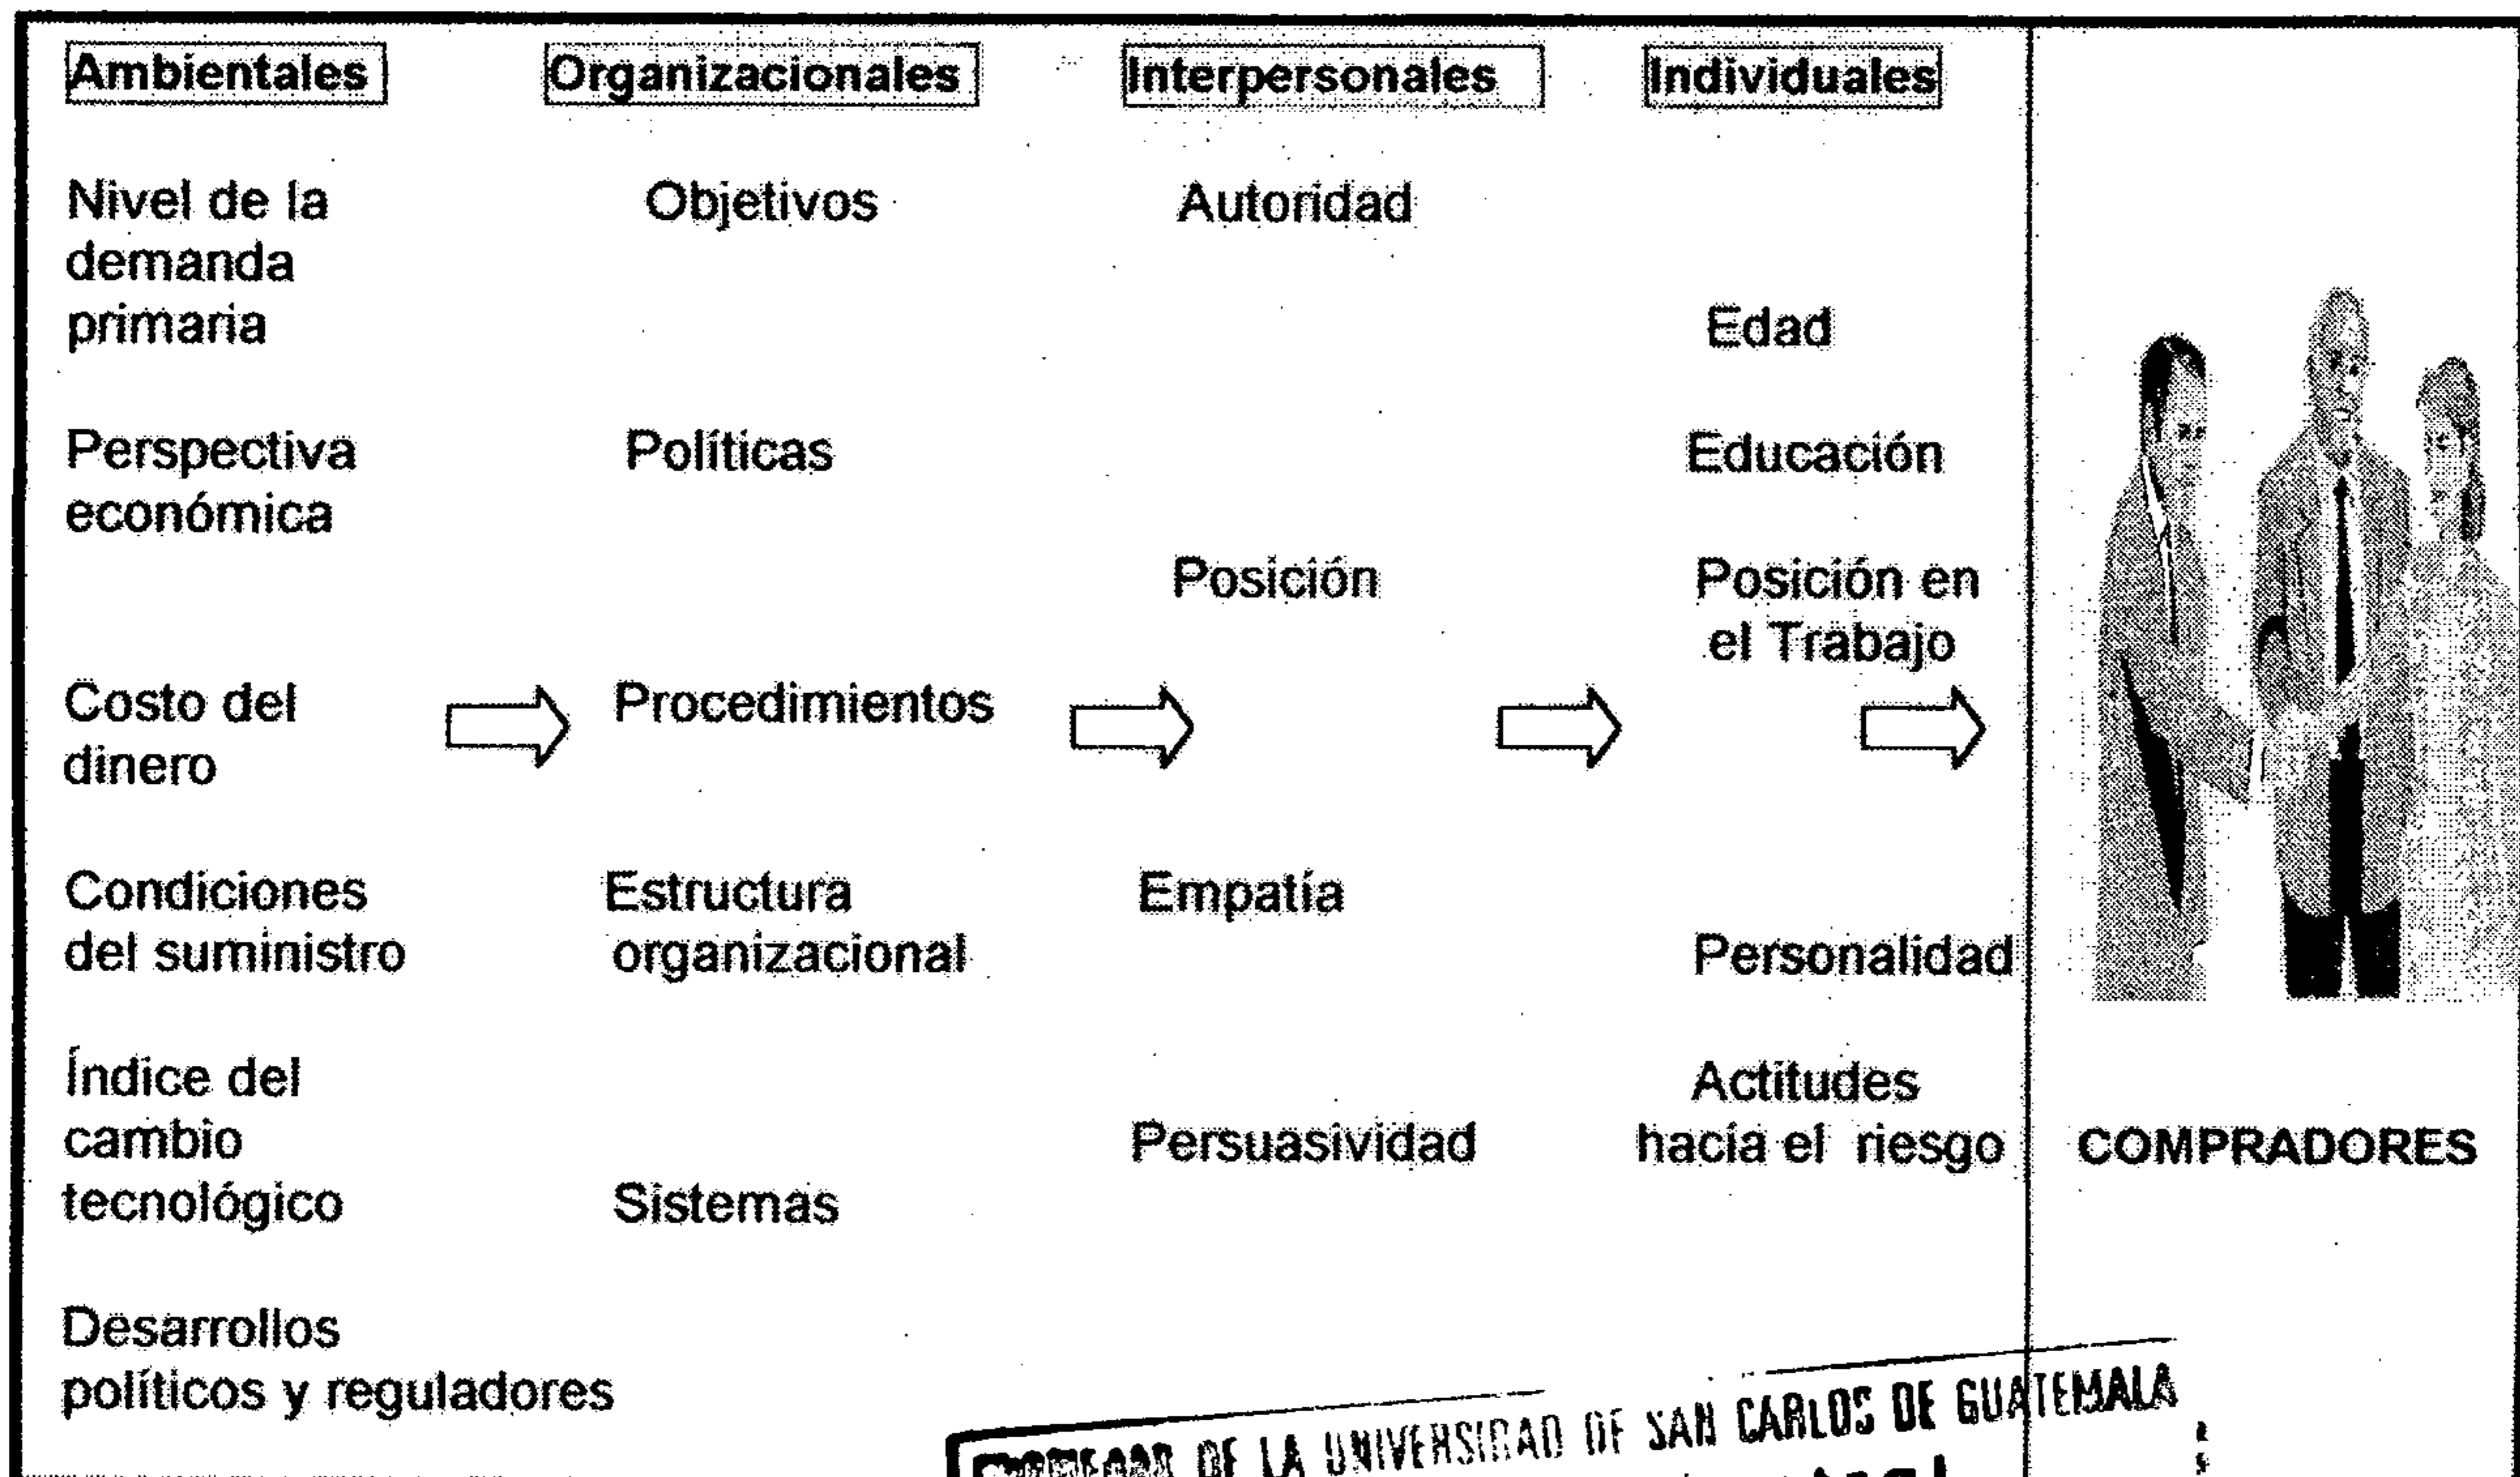 Ambientales
Organizacionales
Interpersonales
Individuales
Nivel de la
demanda
primaria
Perspectiva
económica
Costo del
dinero
Condiciones
del suministro
Índice del
cambio
tecnológico
Desarrollos
políticos y reguladores
Objetivos
Políticas
Procedimientos
Estructura
organizacional
Sistemas
Autoridad
Posición
Empatía
Persuasividad
Edad
Educación
Posición en
el Trabajo
Personalidad
Actitudes
hacia el riesgo
COMPRADORES
DE LA UNIVERSIDAD DE SAN CARLOS DE GUATEMALA